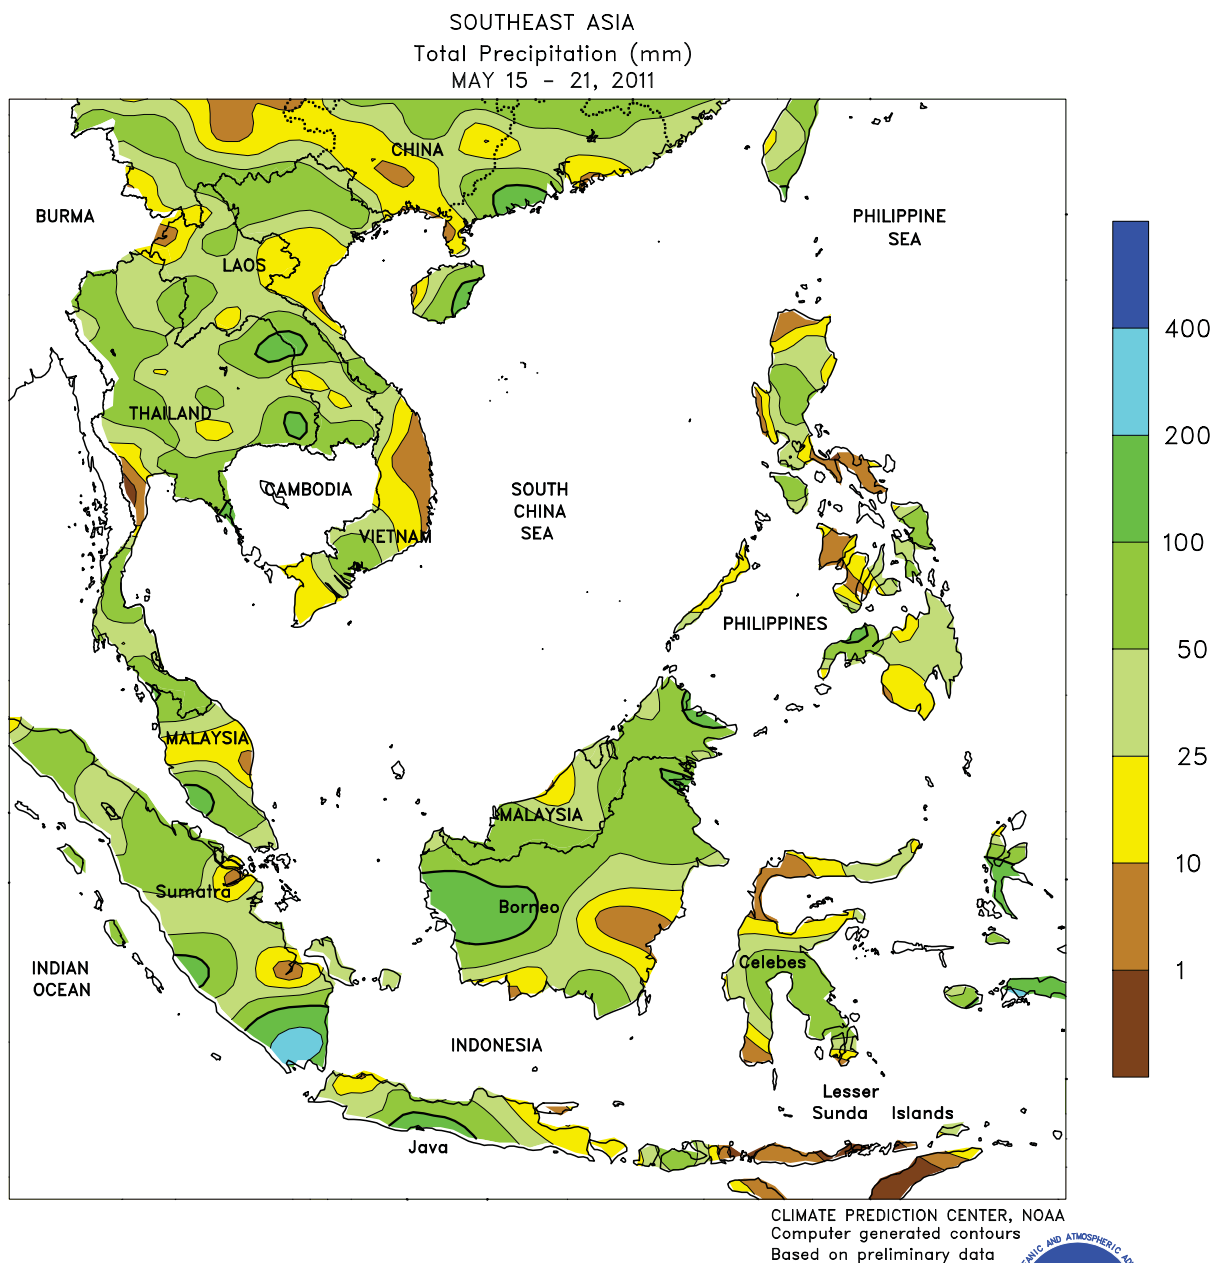 SOUTHEAST ASIA
Total Precipitation (mm)
MAY 15 - 21, 2011
CHINA
BURMA
PHILIPPINE
SEA
LAOS
400
THAILAND
200
CAMBODIA
SOUTH
CHINA
SEA
VIETNAM
100
PHILIPPINES
50
MALAYSIA
25
MALAYSIA
10
Sumatra
Borneo
Celebes
INDIAN
OCEAN
1
INDONESIA
Lesser
Sunda Islands
Java
CLIMATE PREDICTION CENTER, NOAA
Computer generated contours
Based on preliminary data
AND ATMOSPHERIC